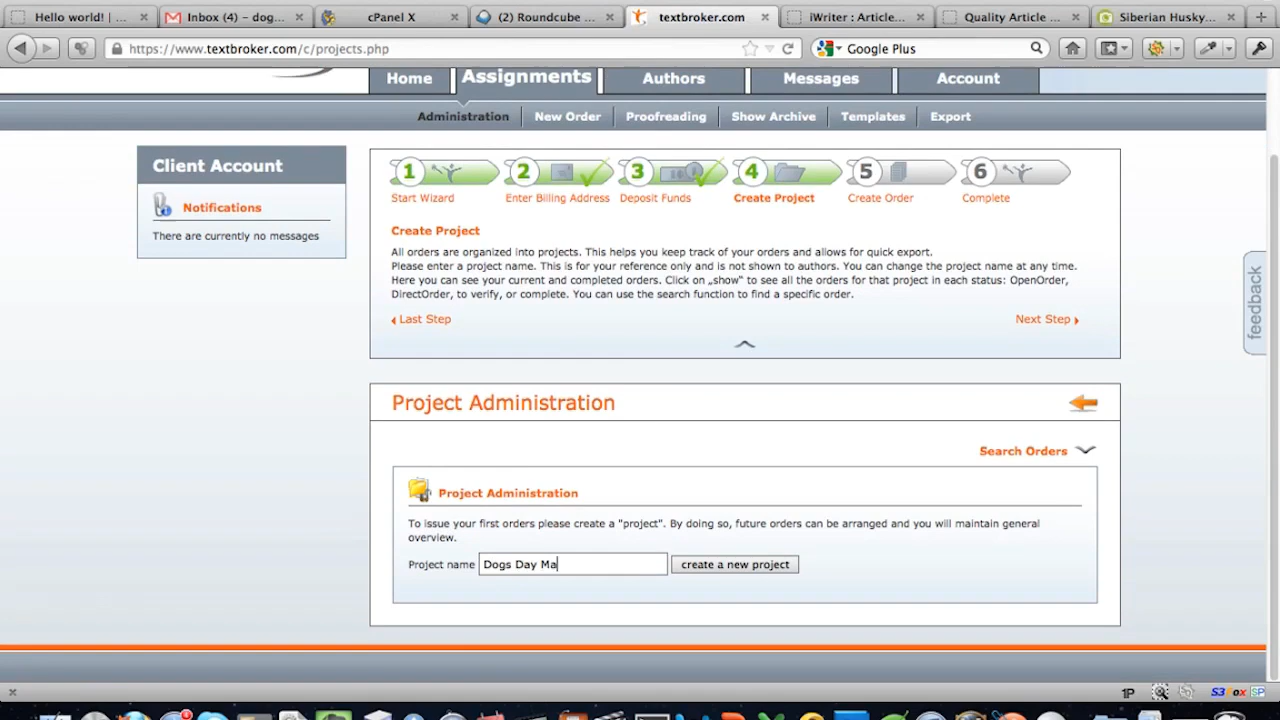 Hello world! | ...
Inbox (4) – dog...
cPanel X
(2) Roundcube ...
textbroker.com
iWriter : Article...
Quality Article ...
Siberian Husky...
https://www.textbroker.com/c/projects.php
Google Plus
Home
Assignments
Authors
Messages
Account
Administration
New Order
Proofreading
Show Archive
Templates
Export
Client Account
Notifications
There are currently no messages
1
2
3
4
5
6
Start Wizard
Enter Billing Address
Deposit Funds
Create Project
Create Order
Complete
Create Project
All orders are organized into projects. This helps you keep track of your orders and allows for quick export.
Please enter a project name. This is for your reference only and is not shown to authors. You can change the project name at any time.
Here you can see your current and completed orders. Click on „show“ to see all the orders for that project in each status: OpenOrder,
DirectOrder, to verify, or complete. You can use the search function to find a specific order.
Last Step
Next Step
feedback
Project Administration
Search Orders
Project Administration
To issue your first orders please create a "project". By doing so, future orders can be arranged and you will maintain general
overview.
Project name Dogs Day Ma create a new project
1P
S3Fox
SP